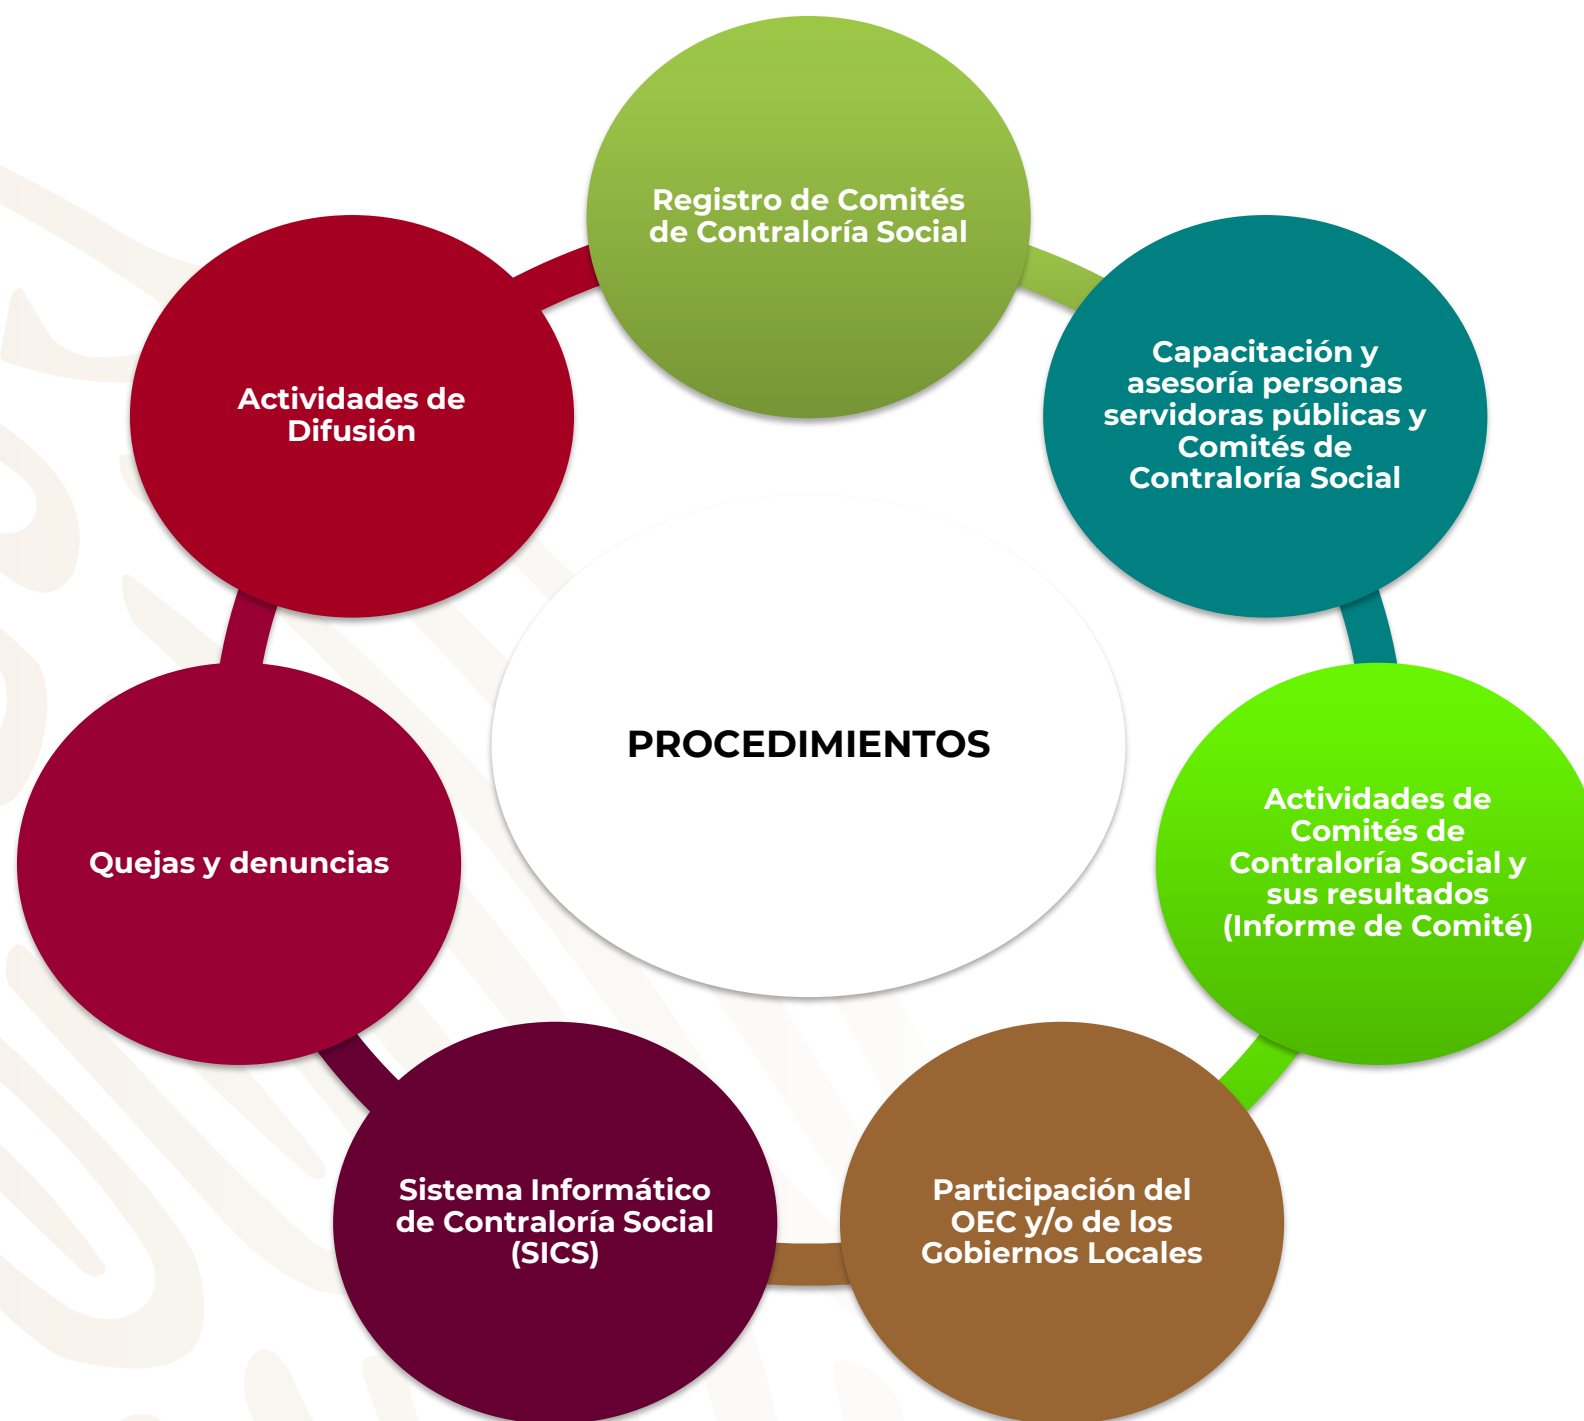 Registro de Comités
de Contraloría Social
Capacitación y
asesoría personas
servidoras públicas y
Comités de
Contraloría Social
Actividades de
Comités de
Contraloría Social y
sus resultados
(Informe de Comité)
Participación del
OEC y/o de los
Gobiernos Locales
Sistema Informático
de Contraloría Social
(SICS)
Quejas y denuncias
Actividades de
Difusión
PROCEDIMIENTOS